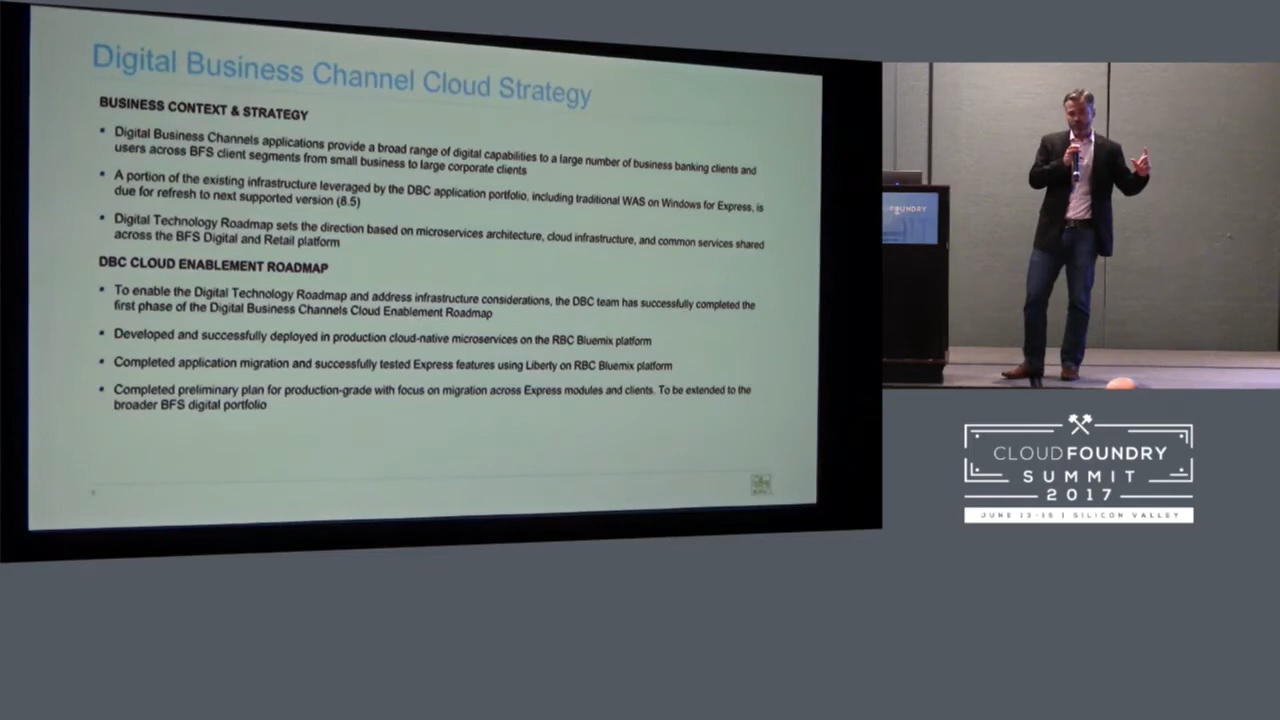 Digital Business Channel Cloud Strategy
BUSINESS CONTEXT & STRATEGY
• Digital Business Channels applications provide a broad range of digital capabilities to a large number of business banking clients and
users across BFS client segments from small business to large corporate clients
• A portion of the existing infrastructure leveraged by the DBC application portfolio, including traditional WAS on Windows for Express, is
due for refresh to next supported version (8.5)
• Digital Technology Roadmap sets the direction based on microservices architecture, cloud infrastructure, and common services shared
across the BFS Digital and Retail platform
DBC CLOUD ENABLEMENT ROADMAP
• To enable the Digital Technology Roadmap and address infrastructure considerations, the DBC team has successfully completed the
first phase of the Digital Business Channels Cloud Enablement Roadmap
• Developed and successfully deployed in production cloud-native microservices on the RBC Bluemix platform
• Completed application migration and successfully tested Express features using Liberty on RBC Bluemix platform
• Completed preliminary plan for production-grade with focus on migration across Express modules and clients. To be extended to the
broader BFS digital portfolio
FOUNDRY
CLOUD FOUNDRY
SUMMIT
2017
JUNE 13-15 | SILICON VALLEY